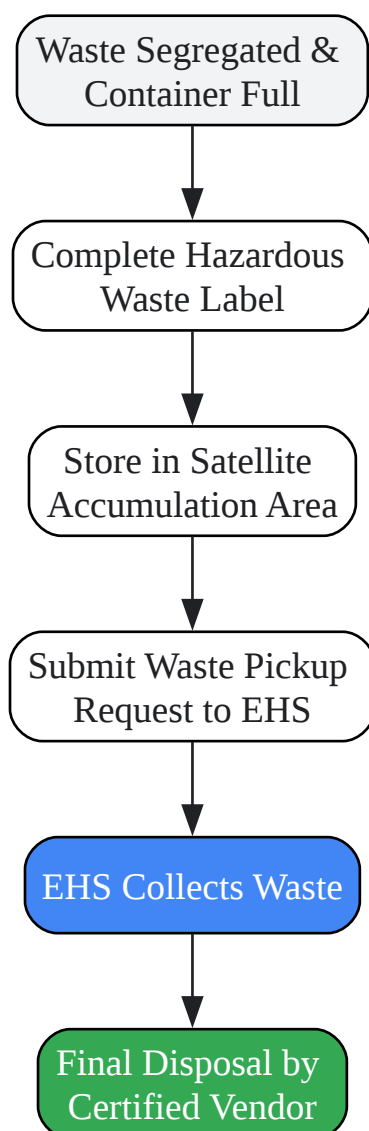 Waste Segregated &
Container Full
Complete Hazardous
Waste Label
Store in Satellite
Accumulation Area
Submit Waste Pickup
Request to EHS
EHS Collects Waste
Final Disposal by
Certified Vendor